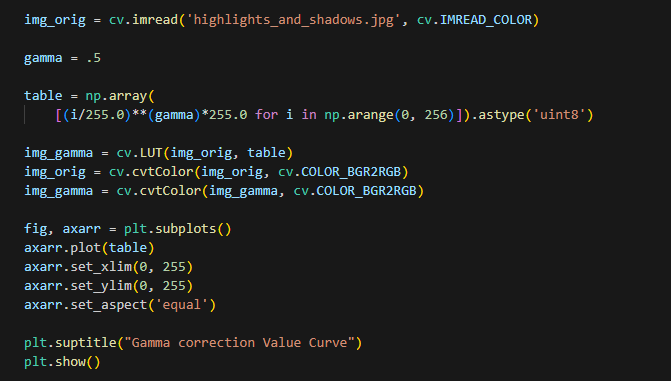 img_orig = cv.imread('highlights_and_shadows.jpg', cv.IMREAD_COLOR)
gamma = .5
table = np.array(
[(i/255.0)**(gamma)*255.0 for i in np.arange(0, 256)]).astype('uint8')
img_gamma = cv.LUT(img_orig, table)
img_orig = cv.cvtColor(img_orig, cv.COLOR_BGR2RGB)
img_gamma = cv.cvtColor(img_gamma, cv.COLOR_BGR2RGB)
fig, axarr = plt.subplots()
axarr.plot(table)
axarr.set_xlim(0, 255)
axarr.set_ylim(0, 255)
axarr.set_aspect('equal')
plt.suptitle("Gamma correction Value Curve")
plt.show()